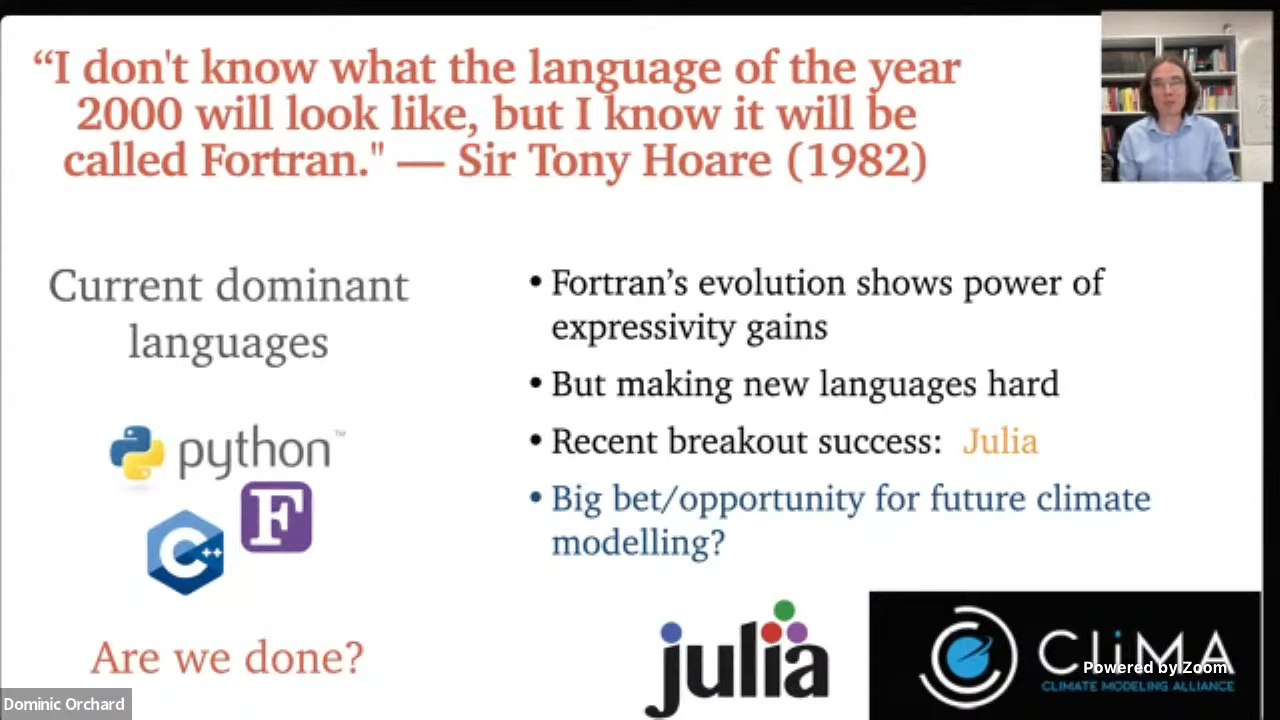 “I don't know what the language of the year
2000 will look like, but I know it will be
called Fortran." — Sir Tony Hoare (1982)
Current dominant
languages
python™
F
C++
Are we done?
• Fortran’s evolution shows power of
expressivity gains
• But making new languages hard
• Recent breakout success: Julia
• Big bet/opportunity for future climate
modelling?
julia
CLiMA
CLIMATE MODELING ALLIANCE
Powered by Zoom
Dominic Orchard